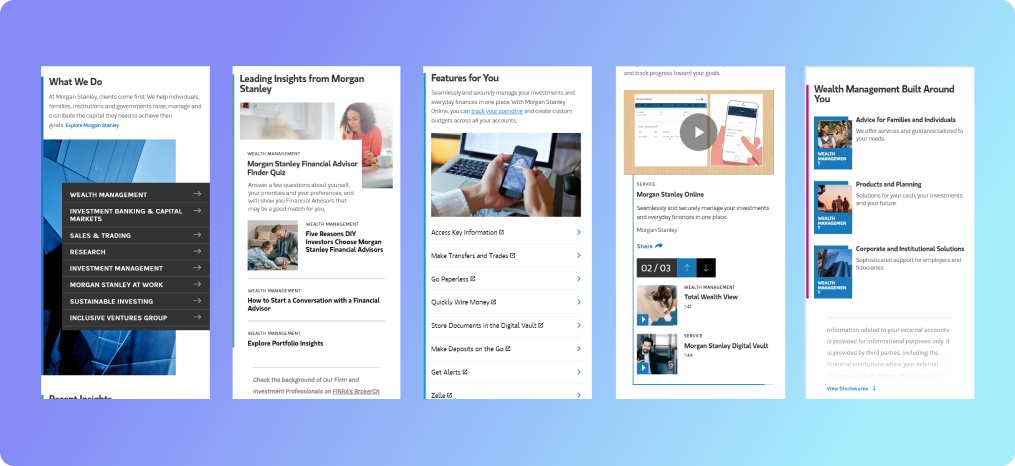 What We Do
At Morgan Stanley, clients come first. We help individuals,
families, institutions and governments raise, manage and
distribute the capital they need to achieve their
goals. Explore Morgan Stanley
WEALTH MANAGEMENT
INVESTMENT BANKING & CAPITAL
MARKETS
SALES & TRADING
RESEARCH
INVESTMENT MANAGEMENT
MORGAN STANLEY AT WORK
SUSTAINABLE INVESTING
INCLUSIVE VENTURES GROUP
Recent Insights
Leading Insights from Morgan
Stanley
WEALTH MANAGEMENT
Morgan Stanley Financial Advisor
Finder Quiz
Answer a few questions about yourself,
your priorities and your preferences, and
we'll show you Financial Advisors that
may be a good match for you.
WEALTH MANAGEMENT
Five Reasons DIY
Investors Choose Morgan
Stanley Financial Advisors
WEALTH MANAGEMENT
How to Start a Conversation with a Financial
Advisor
WEALTH MANAGEMENT
Explore Portfolio Insights
Check the background of Our Firm and
Investment Professionals on FINRA's BrokerCh
Features for You
Seamlessly and securely manage your investments and
everyday finances in one place. With Morgan Stanley
Online, you can track your spending and create custom
budgets across all your accounts.
Access Key Information
Make Transfers and Trades
Go Paperless
Quickly Wire Money
Store Documents in the Digital Vault
Make Deposits on the Go
Get Alerts
Zelle
and track progress toward your goals.
SERVICE
Morgan Stanley Online
Seamlessly and securely manage your investments
and everyday finances in one place.
Morgan Stanley
Share
02 / 03
WEALTH MANAGEMENT
Total Wealth View
1:41
SERVICE
Morgan Stanley Digital Vault
1:44
Wealth Management Built Around
You
WEALTH
MANAGEMEN
T
Advice for Families and Individuals
We offer services and guidance tailored to
your needs.
WEALTH
MANAGEMEN
T
Products and Planning
Solutions for your cash, your investments
and your future.
WEALTH
MANAGEMEN
T
Corporate and Institutional Solutions
Sophisticated support for employers and
fiduciaries.
Information related to your external accounts
is provided for informational purposes only. It
is provided by third parties, including the
financial institutions where your external
View Disclosures